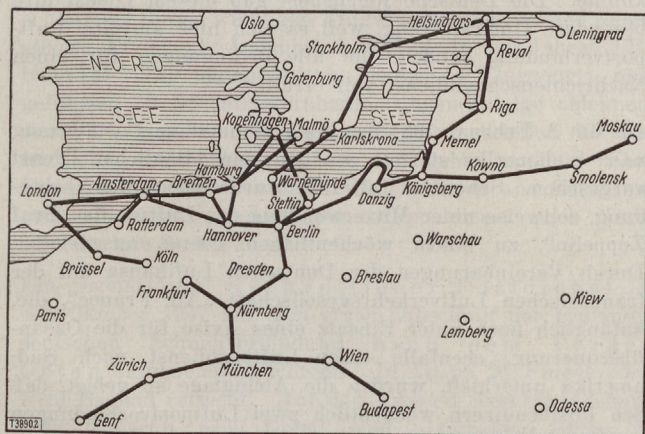 Oslo
Helsingfors
Leningrad
Stockholm
Reval
NORD-
OST-
Gotenburg
SEE
SEE
Riga
Kopenhagen
Malmö
Karlskrona
Memel
Moskau
Hamburg
Kowno
Smolensk
London
Amsterdam
Bremen
Warnemünde
Stettin
Danzig
Königsberg
Rotterdam
Hannover
Berlin
Warschau
Brüssel
Köln
Dresden
Breslau
Frankfurt
Paris
Nürnberg
Kiew
Lemberg
Zürich
München
Wien
Genf
Budapest
Odessa
T3890.2